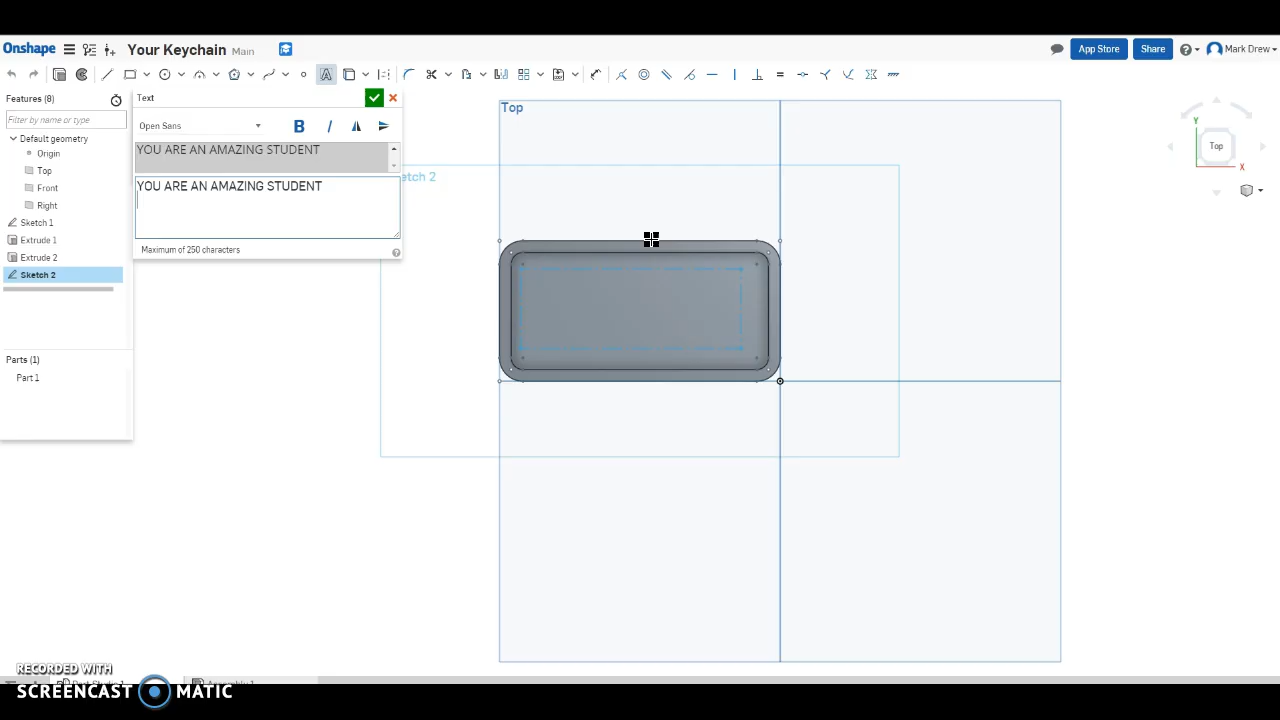 Onshape
Your Keychain Main
App Store
Share
Mark Drew
Features (8)
Filter by name or type
Default geometry
Origin
Top
Front
Right
Sketch 1
Extrude 1
Extrude 2
Sketch 2
Parts (1)
Part 1
Text
Open Sans
B
I
YOU ARE AN AMAZING STUDENT
YOU ARE AN AMAZING STUDENT
Maximum of 250 characters
Top
Sketch 2
Y
Top
X
RECORDED WITH
SCREENCAST MATIC